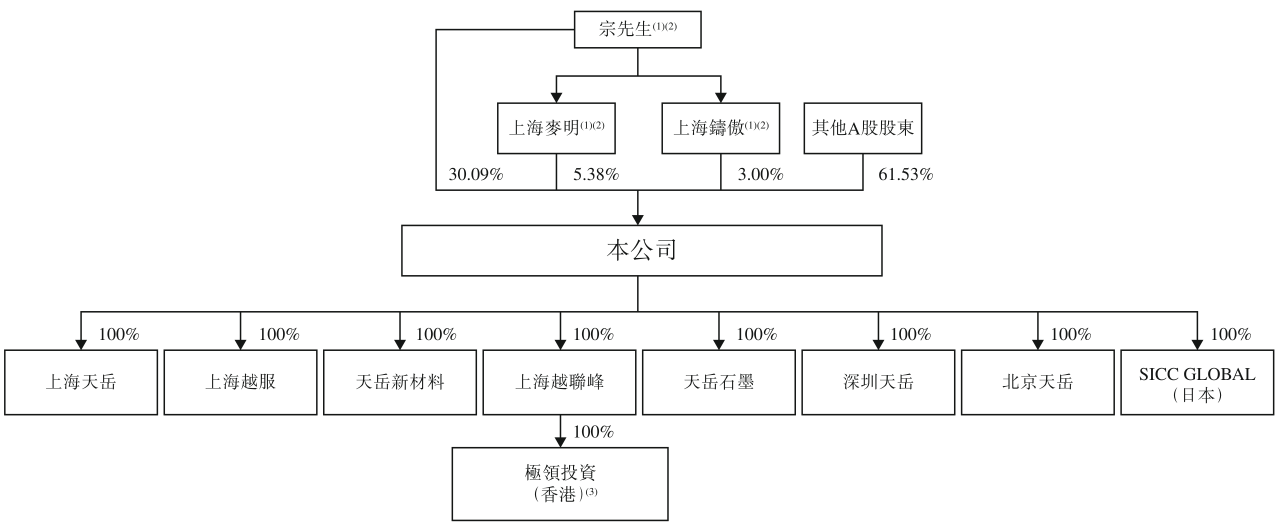 宗先生(1)(2)
上海麥明(1)(2)
上海鑄傲(1)(2)
其他A股股東
30.09%
5.38%
3.00%
61.53%
本公司
100%
100%
100%
100%
100%
100%
100%
100%
上海天岳
上海越服
天岳新材料
上海越聯峰
天岳石墨
深圳天岳
北京天岳
SICC GLOBAL
（日本）
100%
極領投資
（香港）(3)